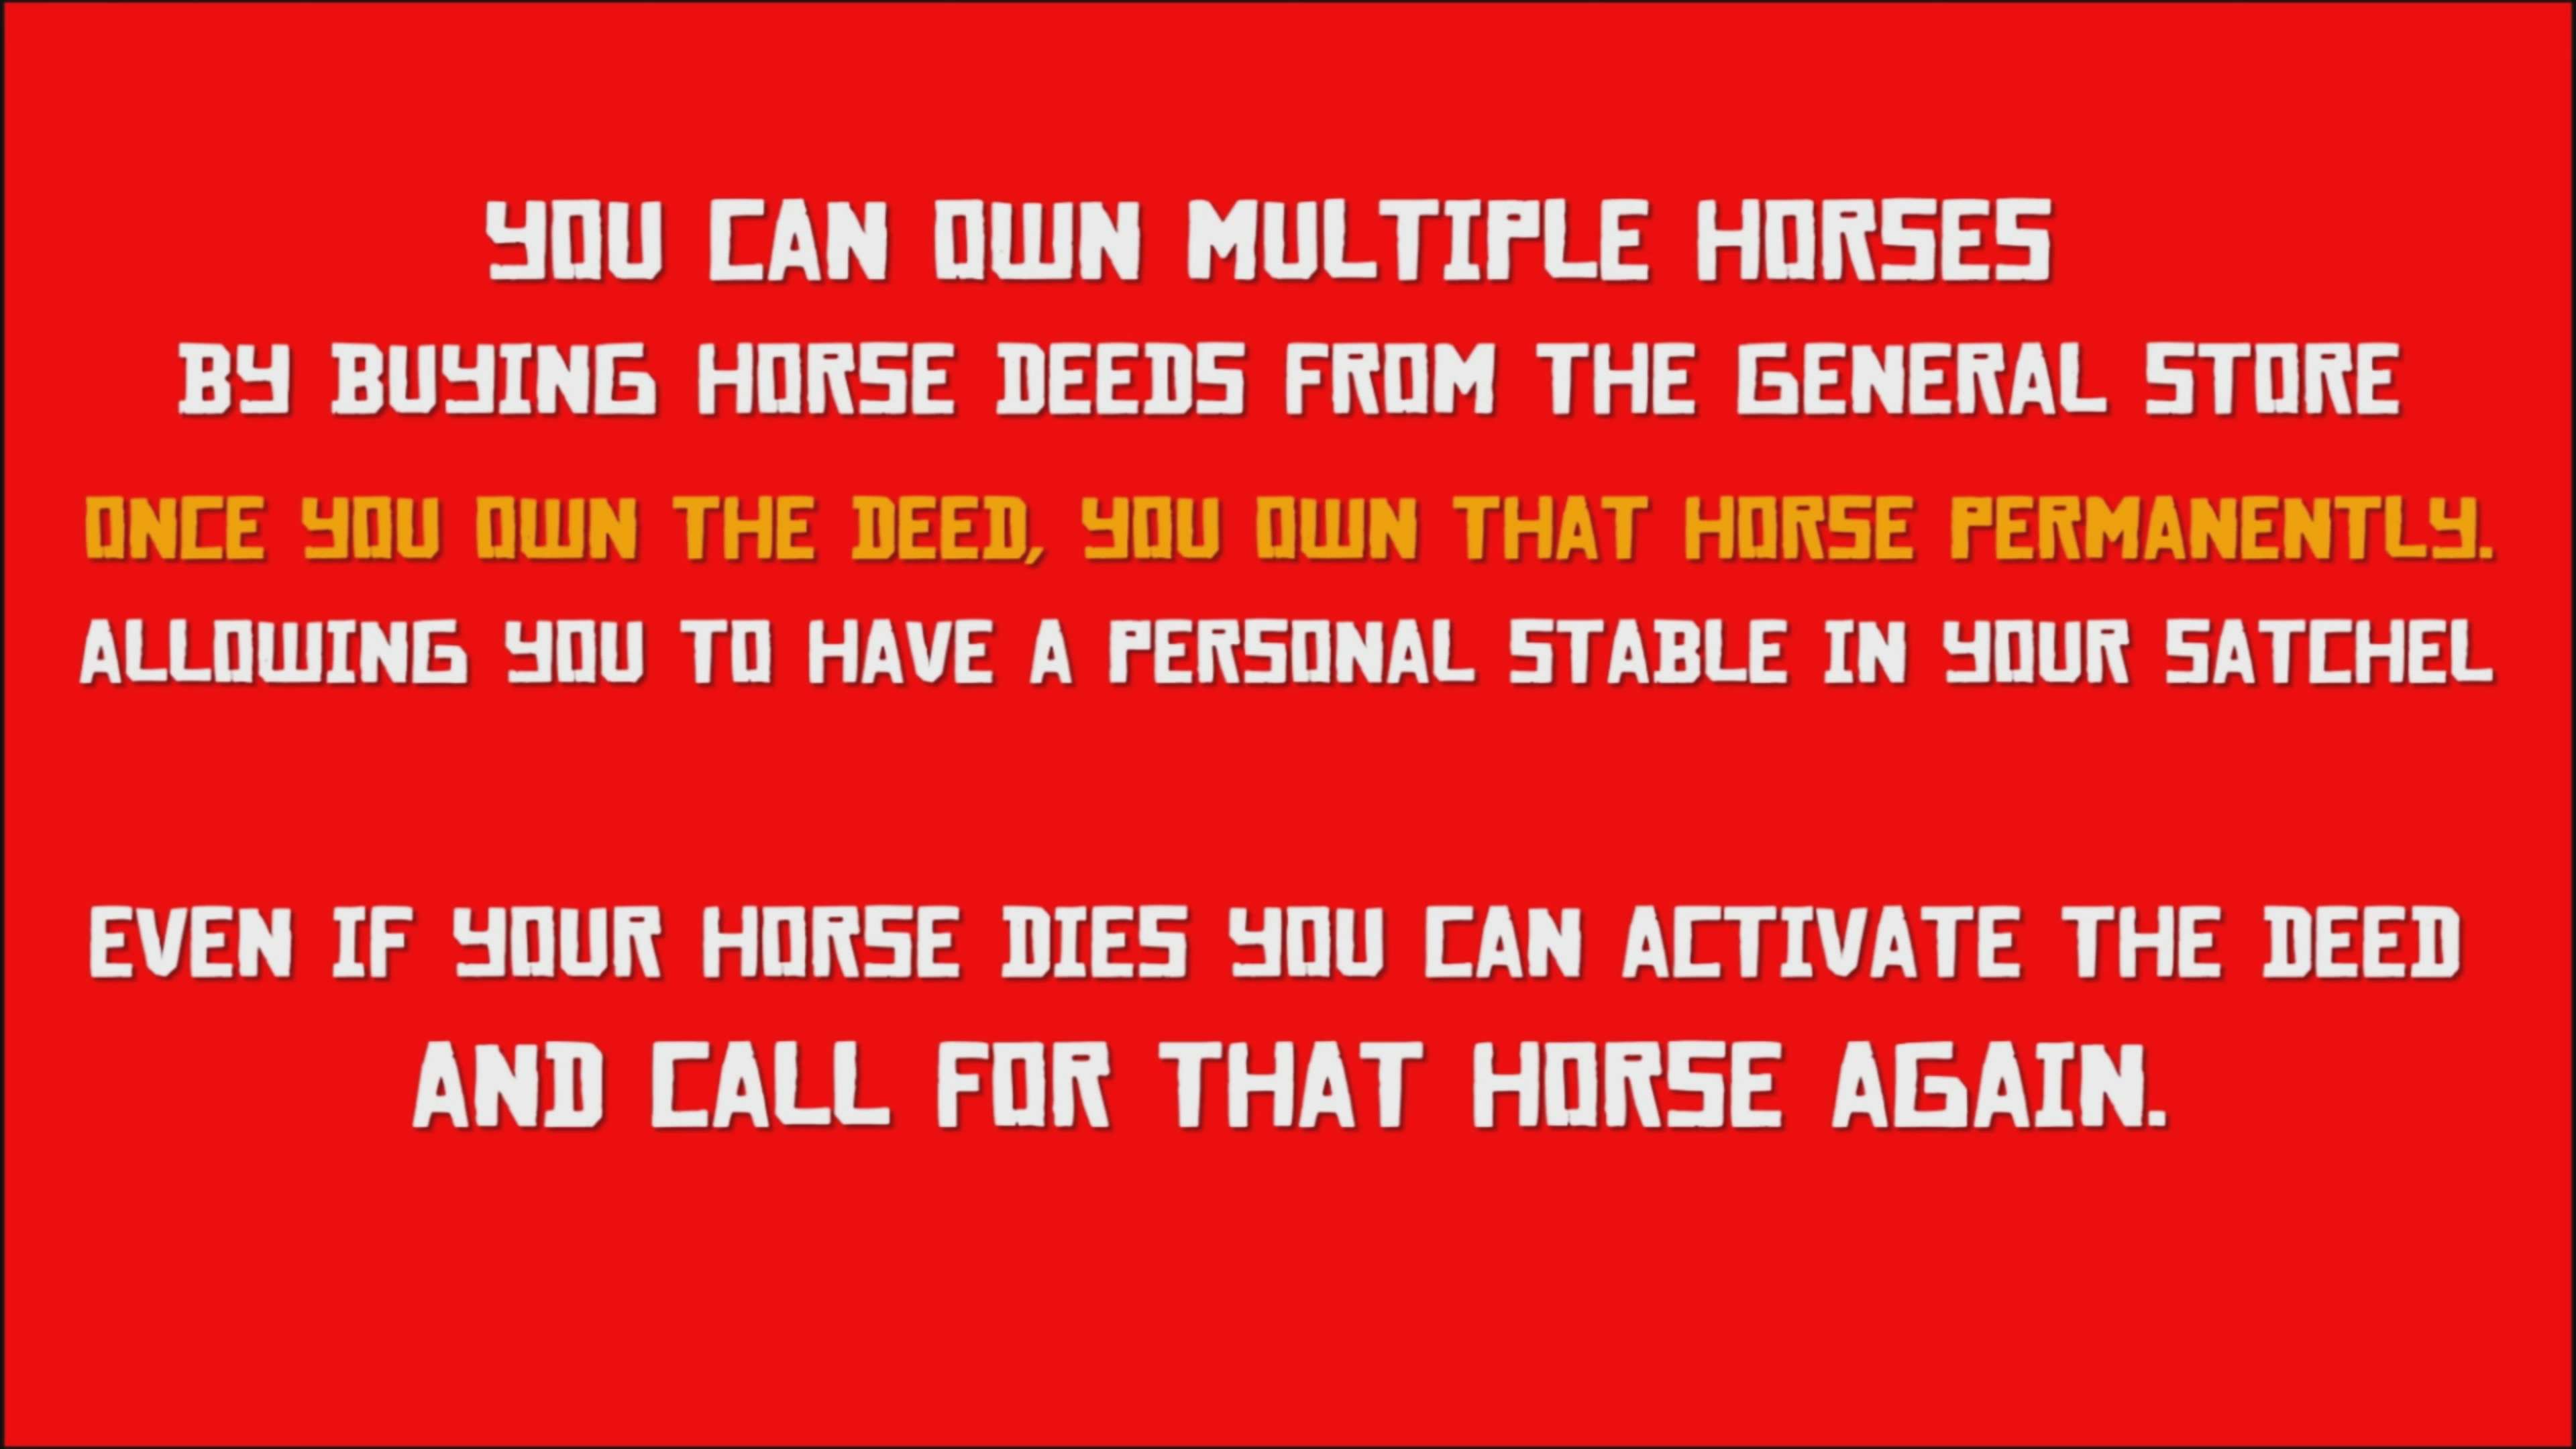 YOU CAN OWN MULTIPLE HORSES
BY BUYING HORSE DEEDS FROM THE GENERAL STORE
ONCE YOU OWN THE DEED, YOU OWN THAT HORSE PERMANENTLY.
ALLOWING YOU TO HAVE A PERSONAL STABLE IN YOUR SATCHEL
EVEN IF YOUR HORSE DIES YOU CAN ACTIVATE THE DEED
AND CALL FOR THAT HORSE AGAIN.